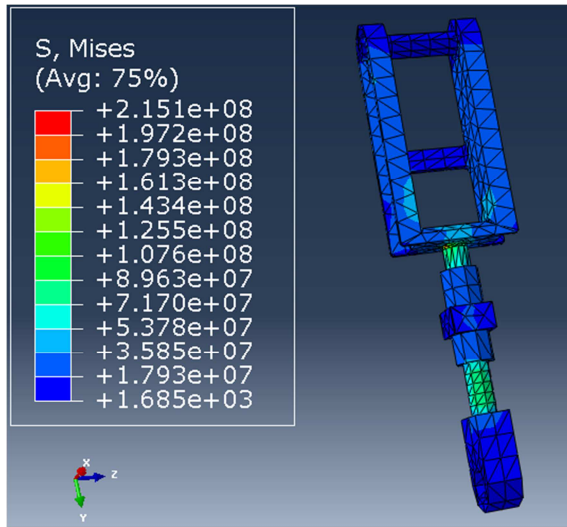 S, Mises
(Avg: 75%)
+2.151e+08
+1.972e+08
+1.793e+08
+1.613e+08
+1.434e+08
+1.255e+08
+1.076e+08
+8.963e+07
+7.170e+07
+5.378e+07
+3.585e+07
+1.793e+07
+1.685e+03
X
Z
Y